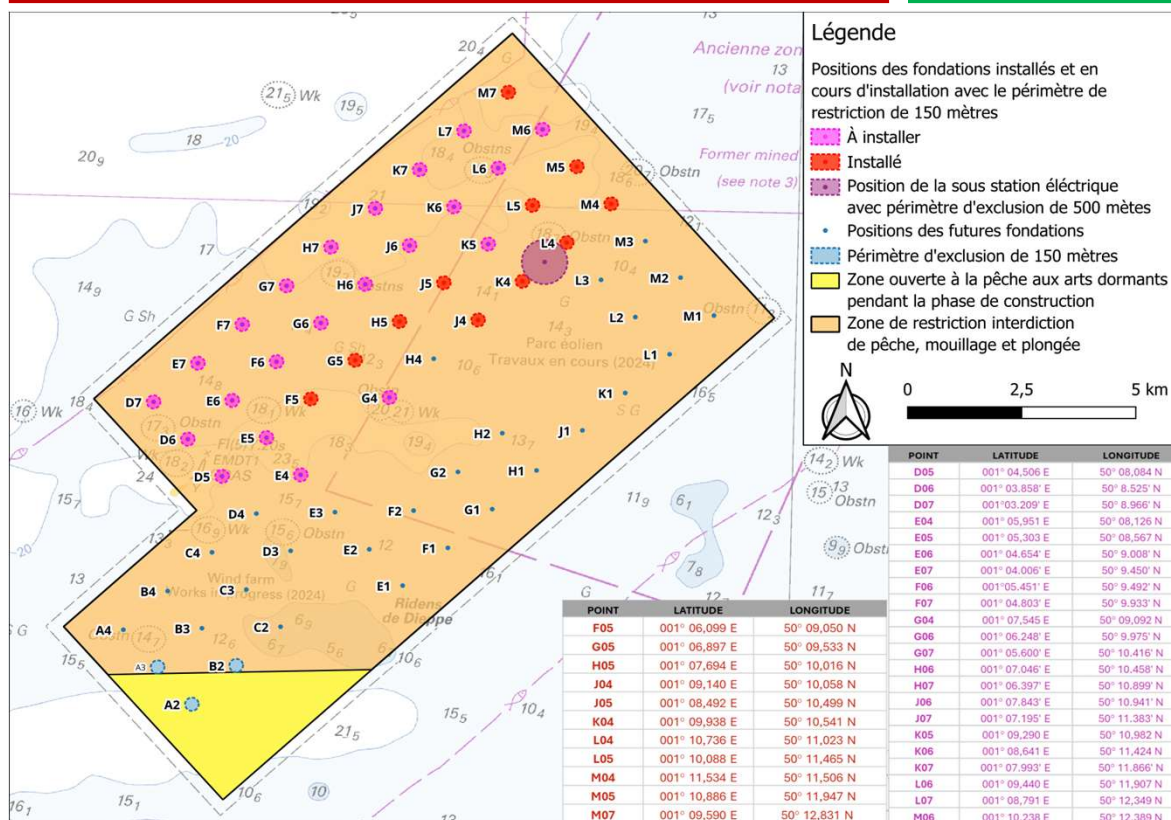 Légende
Positions des fondations installés et en
cours d'installation avec le périmètre de
restriction de 150 mètres
À installer
Installé
Position de la sous station électrique
avec périmètre d'exclusion de 500 mètes
Positions des futures fondations
Périmètre d'exclusion de 150 mètres
Zone ouverte à la pêche aux arts dormants
pendant la phase de construction
Zone de restriction interdiction
de pêche, mouillage et plongée
N
0 2,5 5 km
Ancienne zon
(voir nota
Former mined
(see note 3)
M7
L7 M6
K7 L6 M5
J7 K6 L5 M4
H7 J6 K5 L4 M3
G7 H6 J5 K4 L3 M2
F7 G6 H5 J4 L2 M1
E7 F6 G5 H4 L1
D7 E6 F5 G4 K1
D6 E5 H2 J1
D5 E4 G2 H1
D4 E3 F2 G1
C4 D3 E2 F1
B4 C3 E1
A4 B3 C2
A3 B2
A2
Parc éolien
Travaux en cours (2024)
Wind farm
Works in progress (2024)
Ridens
de Dieppe
POINT LATITUDE LONGITUDE
F05 001° 06,099 E 50° 09,050 N
G05 001° 06,897 E 50° 09,533 N
H05 001° 07,694 E 50° 10,016 N
J04 001° 09,140 E 50° 10,058 N
J05 001° 08,492 E 50° 10,499 N
K04 001° 09,938 E 50° 10,541 N
L04 001° 10,736 E 50° 11,023 N
L05 001° 10,088 E 50° 11,465 N
M04 001° 11,534 E 50° 11,506 N
M05 001° 10,886 E 50° 11,947 N
M07 001° 09,590 E 50° 12,831 N
POINT LATITUDE LONGITUDE
D05 001° 04,506 E 50° 08,084 N
D06 001° 03.858' E 50° 8.525' N
D07 001°03.209' E 50° 8.966' N
E04 001° 05,951 E 50° 08,126 N
E05 001° 05,303 E 50° 08,567 N
E06 001° 04.654' E 50° 9.008' N
E07 001° 04.006' E 50° 9.450' N
F06 001°05.451' E 50° 9.492' N
F07 001° 04.803' E 50° 9.933' N
G04 001° 07,545 E 50° 09,092 N
G06 001° 06.248' E 50° 9.975' N
G07 001° 05.600' E 50° 10.416' N
H06 001° 07.046' E 50° 10.458' N
H07 001° 06.397' E 50° 10.899' N
J06 001° 07.843' E 50° 10.941' N
J07 001° 07.195' E 50° 11.383' N
K05 001° 09,290 E 50° 10,982 N
K06 001° 08,641 E 50° 11,424 N
K07 001° 07.993' E 50° 11.866' N
L06 001° 09,440 E 50° 11,907 N
L07 001° 08,791 E 50° 12,349 N
M06 001° 10,238 E 50° 12,389 N